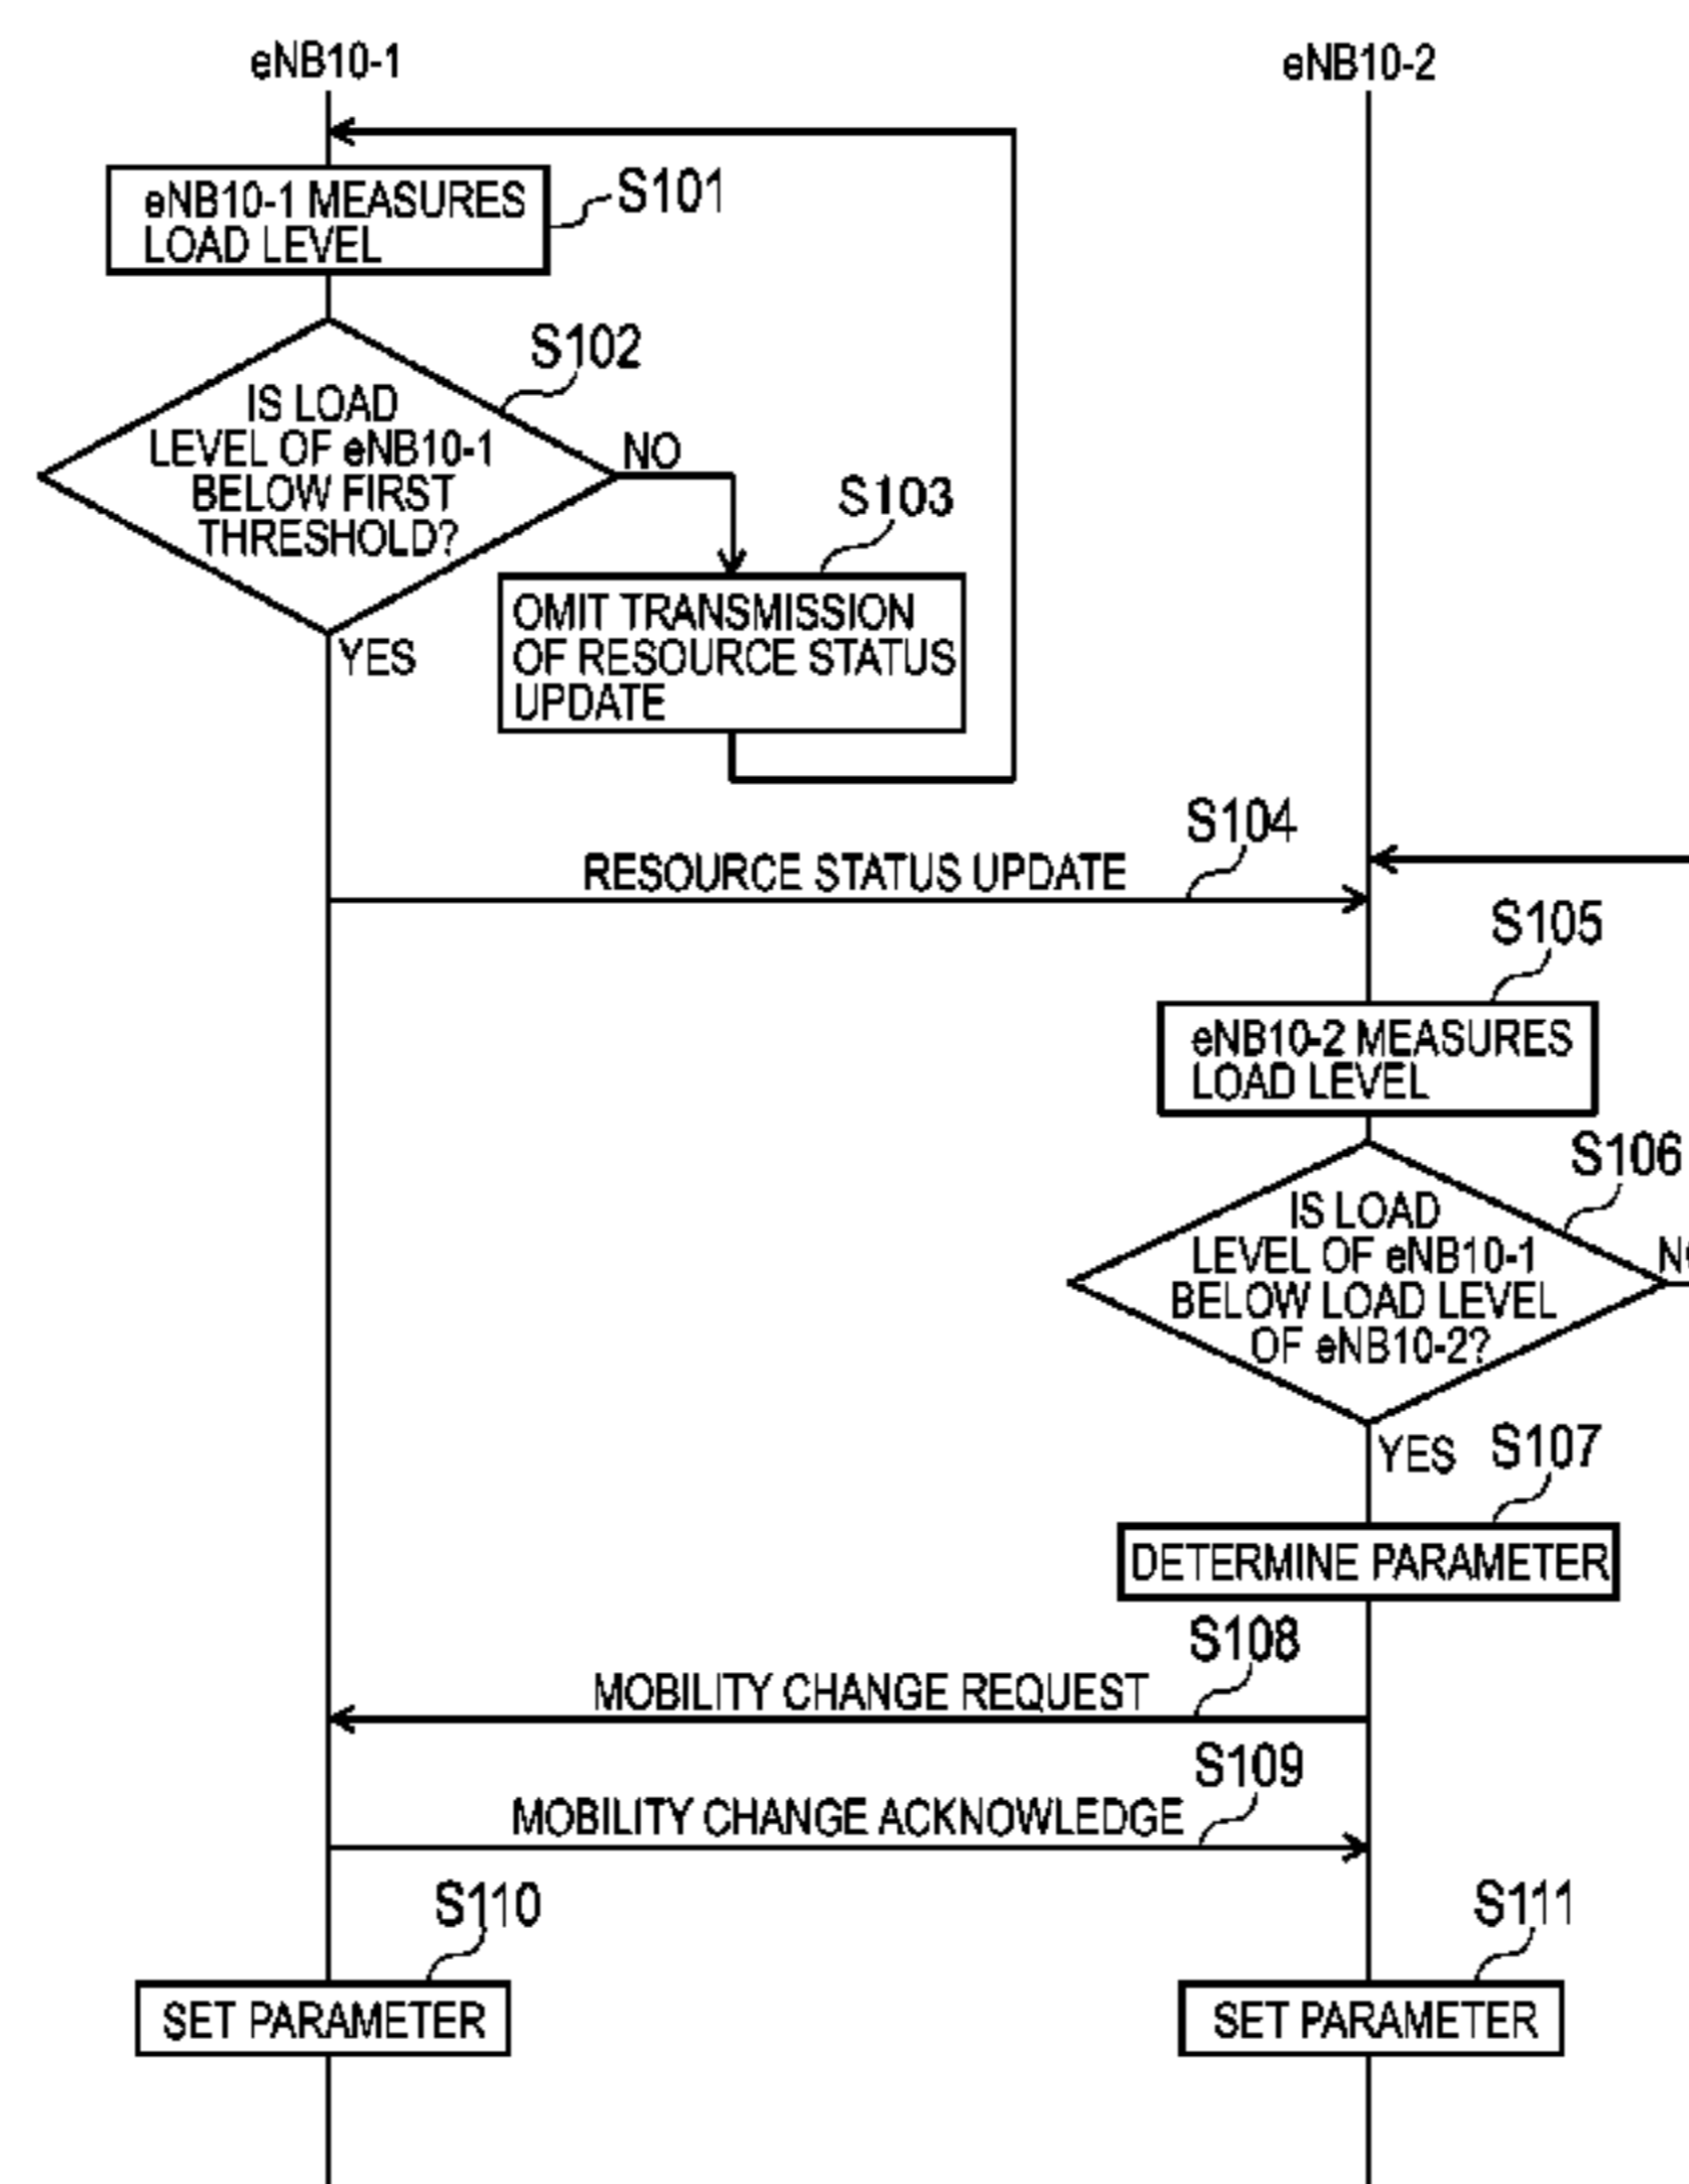 eNB10-1
eNB10-2
eNB10-1 MEASURES
LOAD LEVEL
S101
S102
IS LOAD
LEVEL OF eNB10-1
BELOW FIRST
THRESHOLD?
NO
YES
S103
OMIT TRANSMISSION
OF RESOURCE STATUS
UPDATE
S104
RESOURCE STATUS UPDATE
S105
eNB10-2 MEASURES
LOAD LEVEL
S106
IS LOAD
LEVEL OF eNB10-1
BELOW LOAD LEVEL
OF eNB10-2?
YES
S107
DETERMINE PARAMETER
S108
MOBILITY CHANGE REQUEST
S109
MOBILITY CHANGE ACKNOWLEDGE
S110
SET PARAMETER
S111
SET PARAMETER